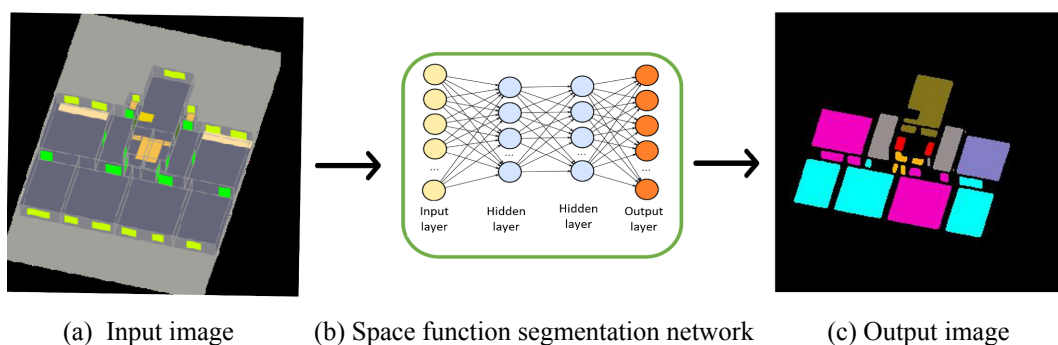 ...
...
...
...
Input layer
Hidden layer
Hidden layer
Output layer
(a) Input image
(b) Space function segmentation network
(c) Output image